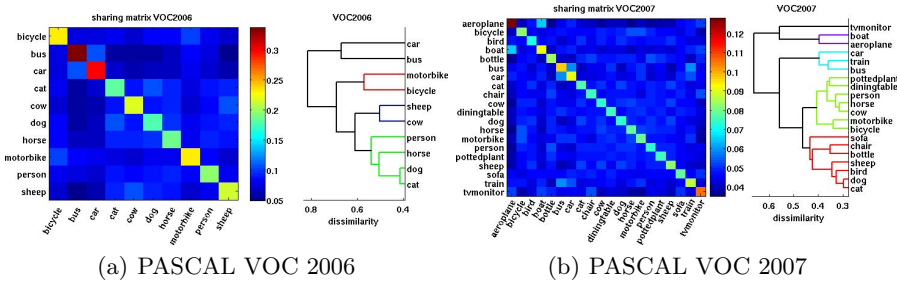 sharing matrix VOC2006
bicycle
bus
car
cat
cow
dog
horse
motorbike
person
sheep
bicycle
bus
car
cat
cow
dog
horse
motorbike
person
sheep
0.3
0.25
0.2
0.15
0.1
0.05
VOC2006
car
bus
motorbike
bicycle
sheep
cow
person
horse
dog
cat
0.8 0.6 0.4
dissimilarity
(a) PASCAL VOC 2006
sharing matrix VOC2007
aeroplane
bicycle
bird
boat
bottle
bus
car
cat
chair
cow
diningtable
dog
horse
motorbike
person
pottedplant
sheep
sofa
train
tvmonitor
aeroplane
bicycle
bird
boat
bottle
bus
car
cat
chair
cow
diningtable
dog
horse
motorbike
person
pottedplant
sheep
sofa
train
tvmonitor
0.12
0.11
0.10
0.09
0.08
0.07
0.06
0.05
0.04
VOC2007
tvmonitor
boat
aeroplane
car
train
bus
pottedplant
diningtable
person
horse
cow
motorbike
bicycle
sofa
chair
bottle
sheep
bird
dog
cat
0.6 0.5 0.4 0.3
dissimilarity
(b) PASCAL VOC 2007